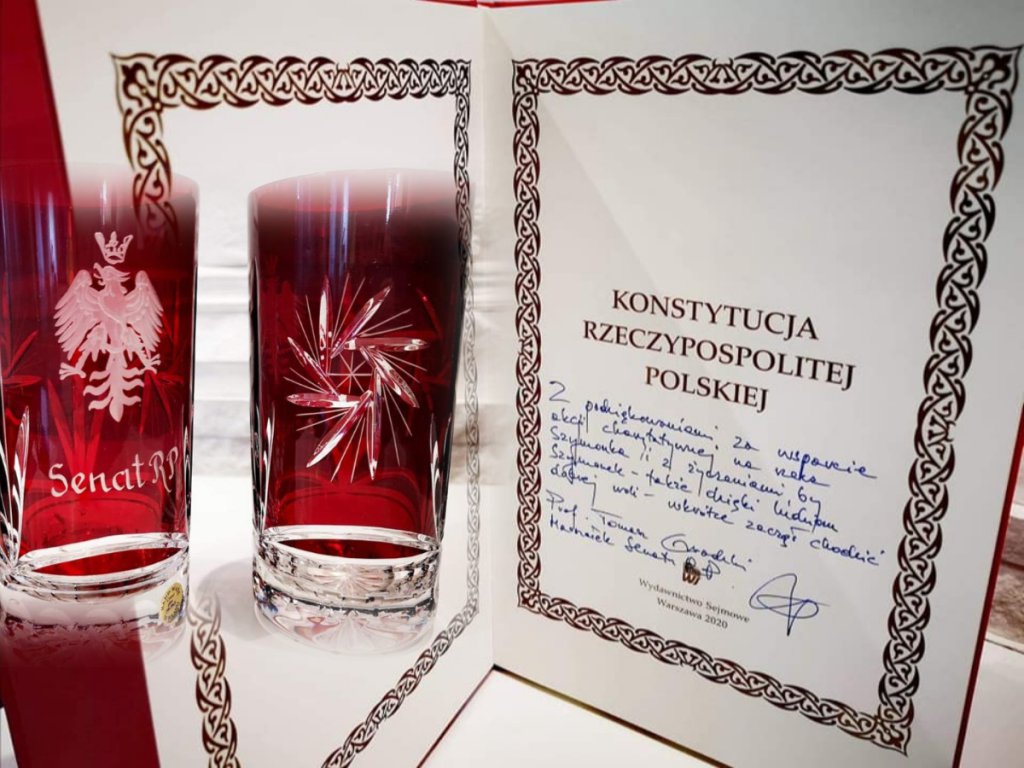 Senat RP
KONSTYTUCJA
RZECZYPOSPOLITEJ
POLSKIEJ
Z podziękowaniami za wsparcie
akcji charytatywnej na rzecz
Szymonka i z życzeniami, by
Szymonek - także dzięki ludziom
dobrej woli - wkrótce zaczął chodzić
Prof. Tomasz Grodzki
Marszałek Senatu RP.
Wydawnictwo Sejmowe
Warszawa 2020